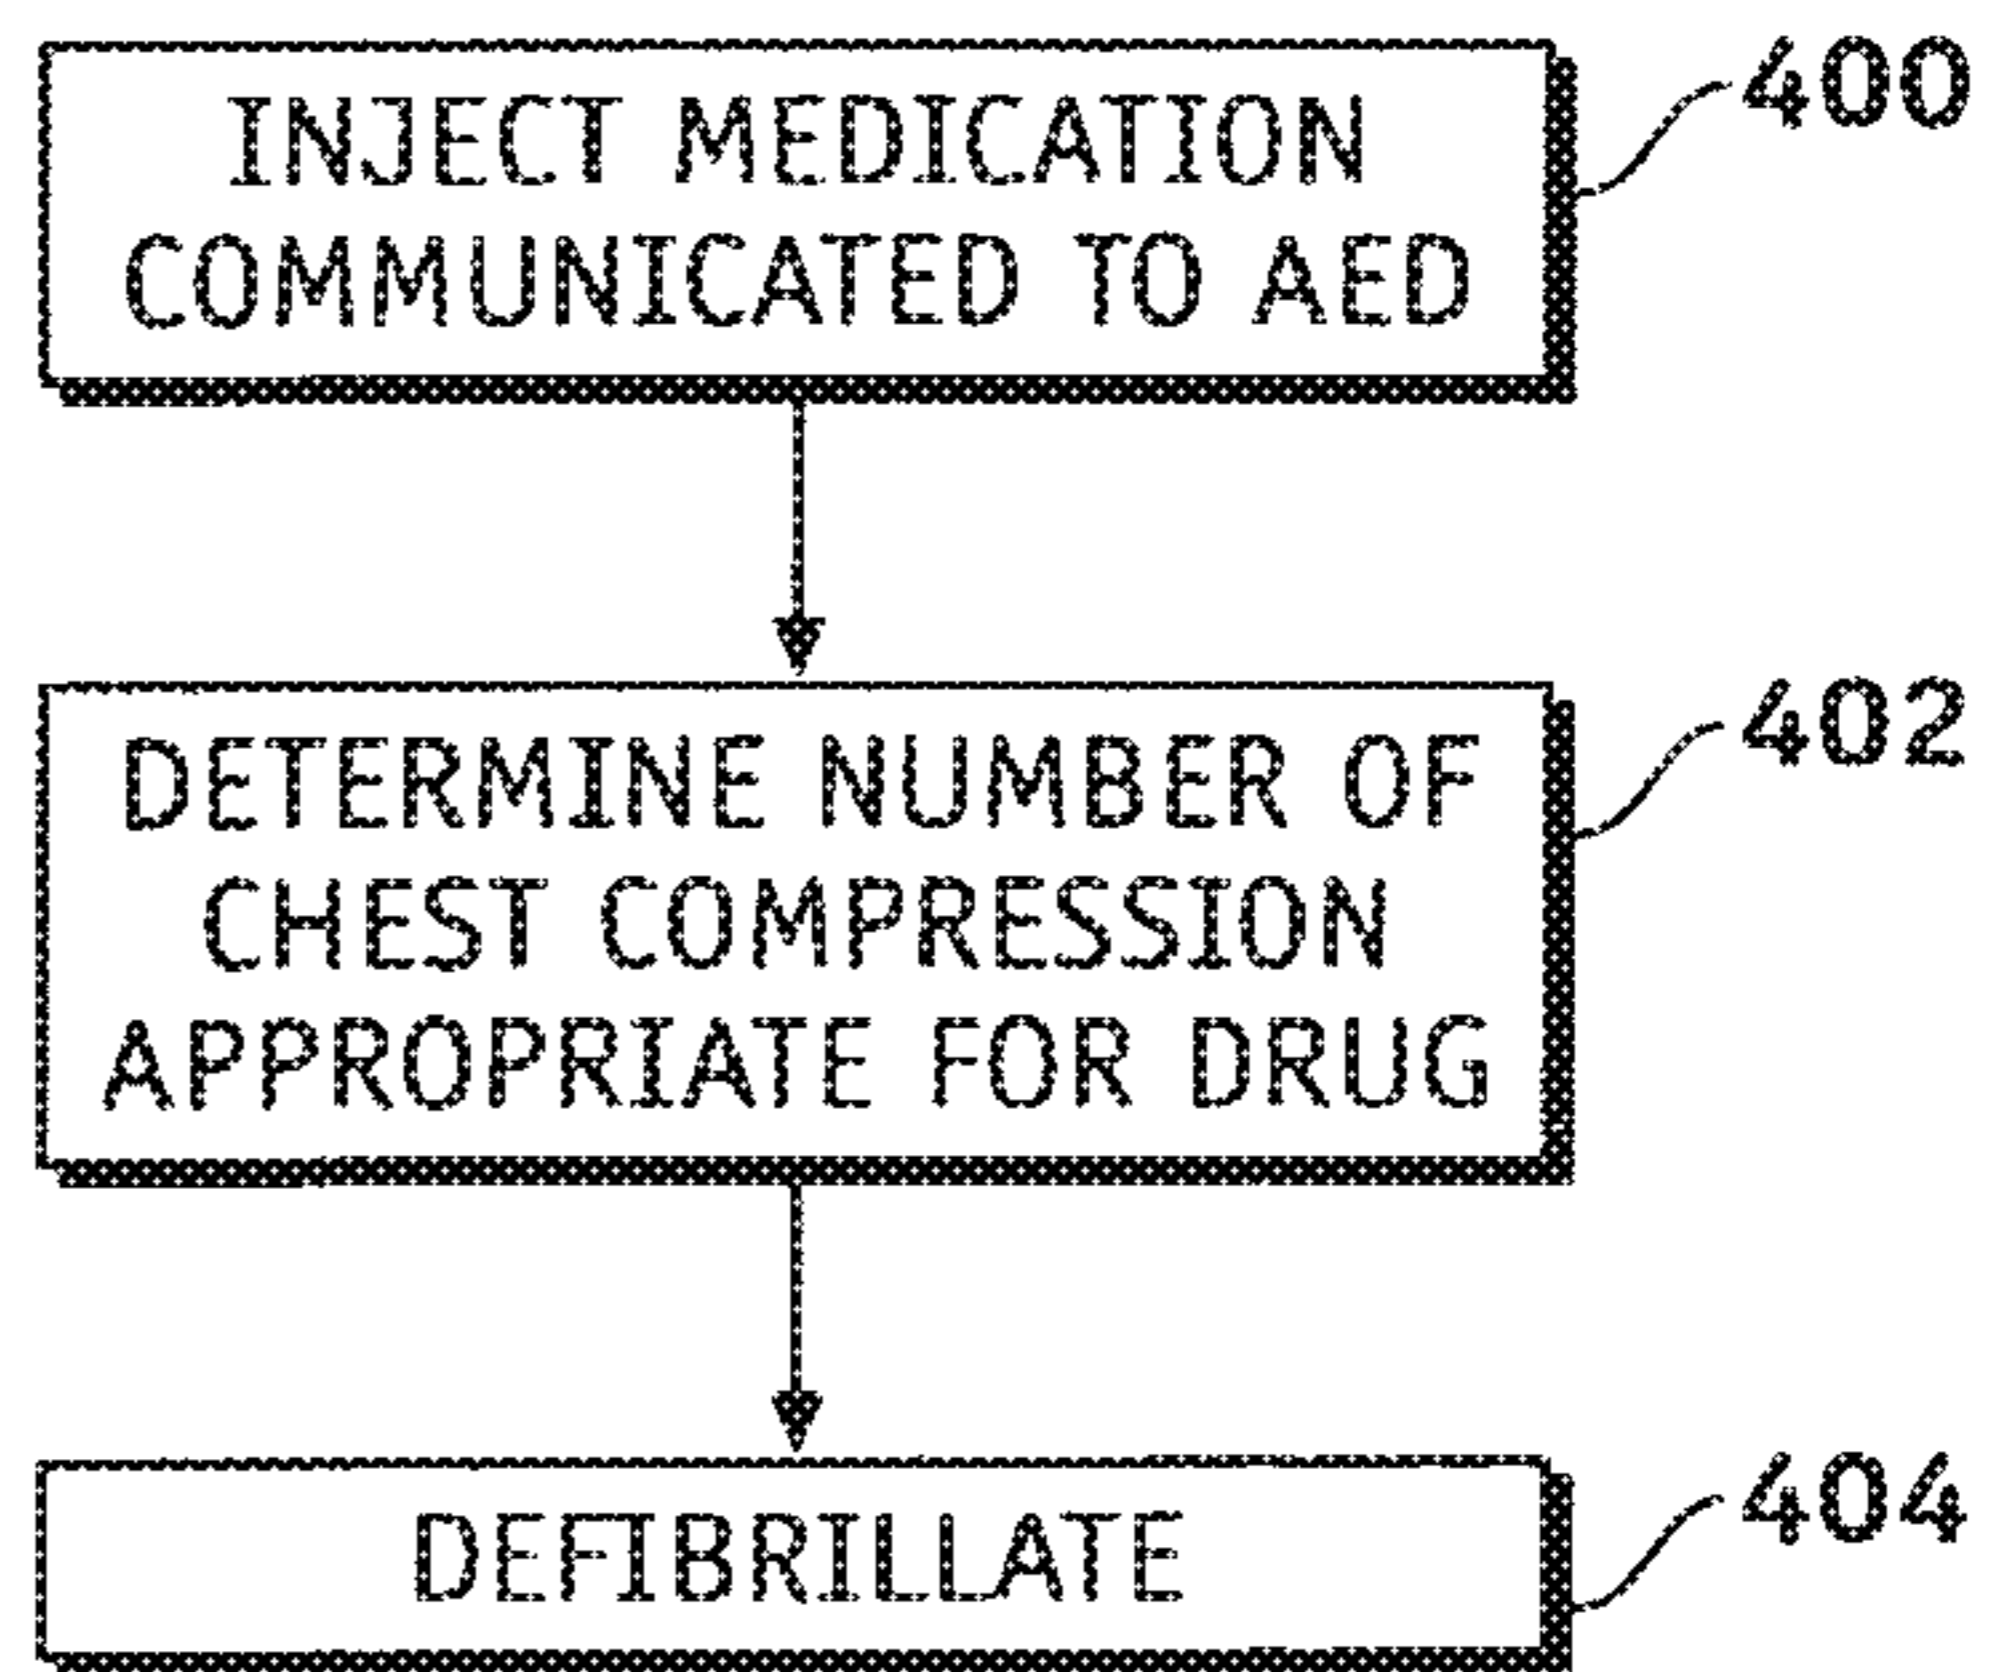 INJECT MEDICATION
COMMUNICATED TO AED
400
DETERMINE NUMBER OF
CHEST COMPRESSION
APPROPRIATE FOR DRUG
402
DEFIBRILLATE
404